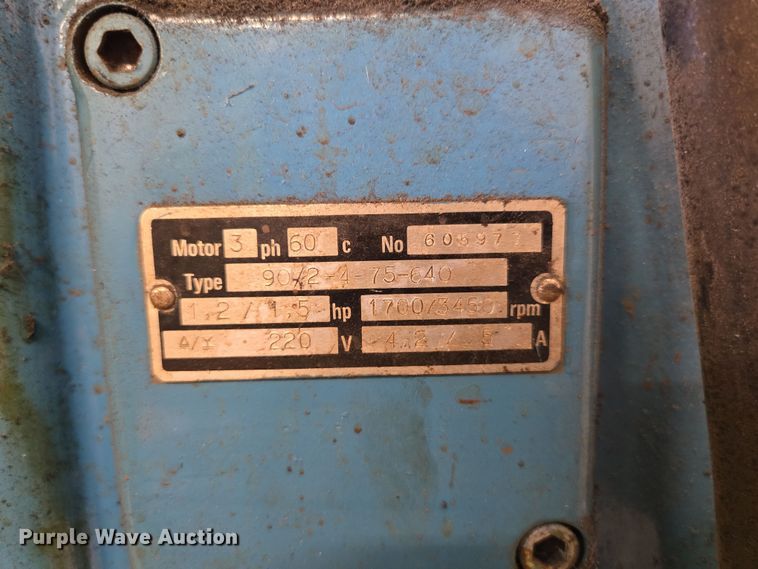 Motor 3 ph 60 c No
Type 90/2-4-75-640
1,2 / 1,5 hp 1700/3450 rpm
220 V 4,2 / 5 A
Purple Wave Auction